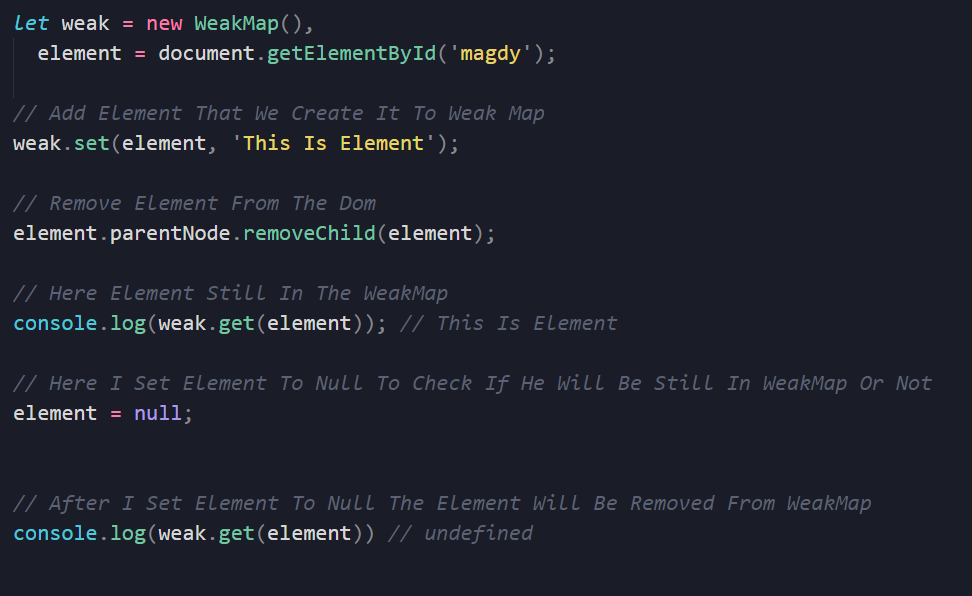 let weak = new WeakMap(),
element = document.getElementById('magdy');
// Add Element That We Create It To Weak Map
weak.set(element, 'This Is Element');
// Remove Element From The Dom
element.parentNode.removeChild(element);
// Here Element Still In The WeakMap
console.log(weak.get(element)); // This Is Element
// Here I Set Element To Null To Check If He Will Be Still In WeakMap Or Not
element = null;
// After I Set Element To Null The Element Will Be Removed From WeakMap
console.log(weak.get(element)) // undefined